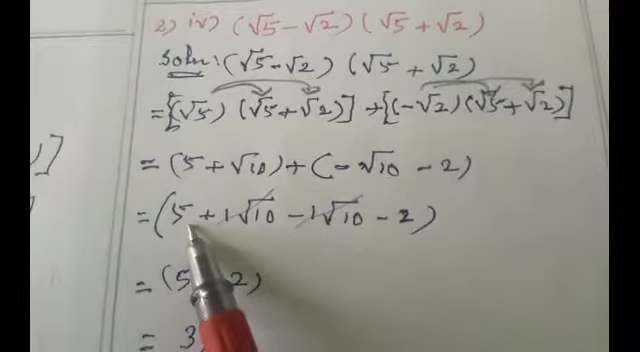 2) iv) (√5 - √2) (√5 + √2)
Soln: (√5 - √2) (√5 + √2)
= [(√5) (√5 + √2)] + [(-√2) (√5 + √2)]
)] = (5 + √10) + (-√10 - 2)
= (5 + 1√10 - 1√10 - 2)
= (5 2)
= 3